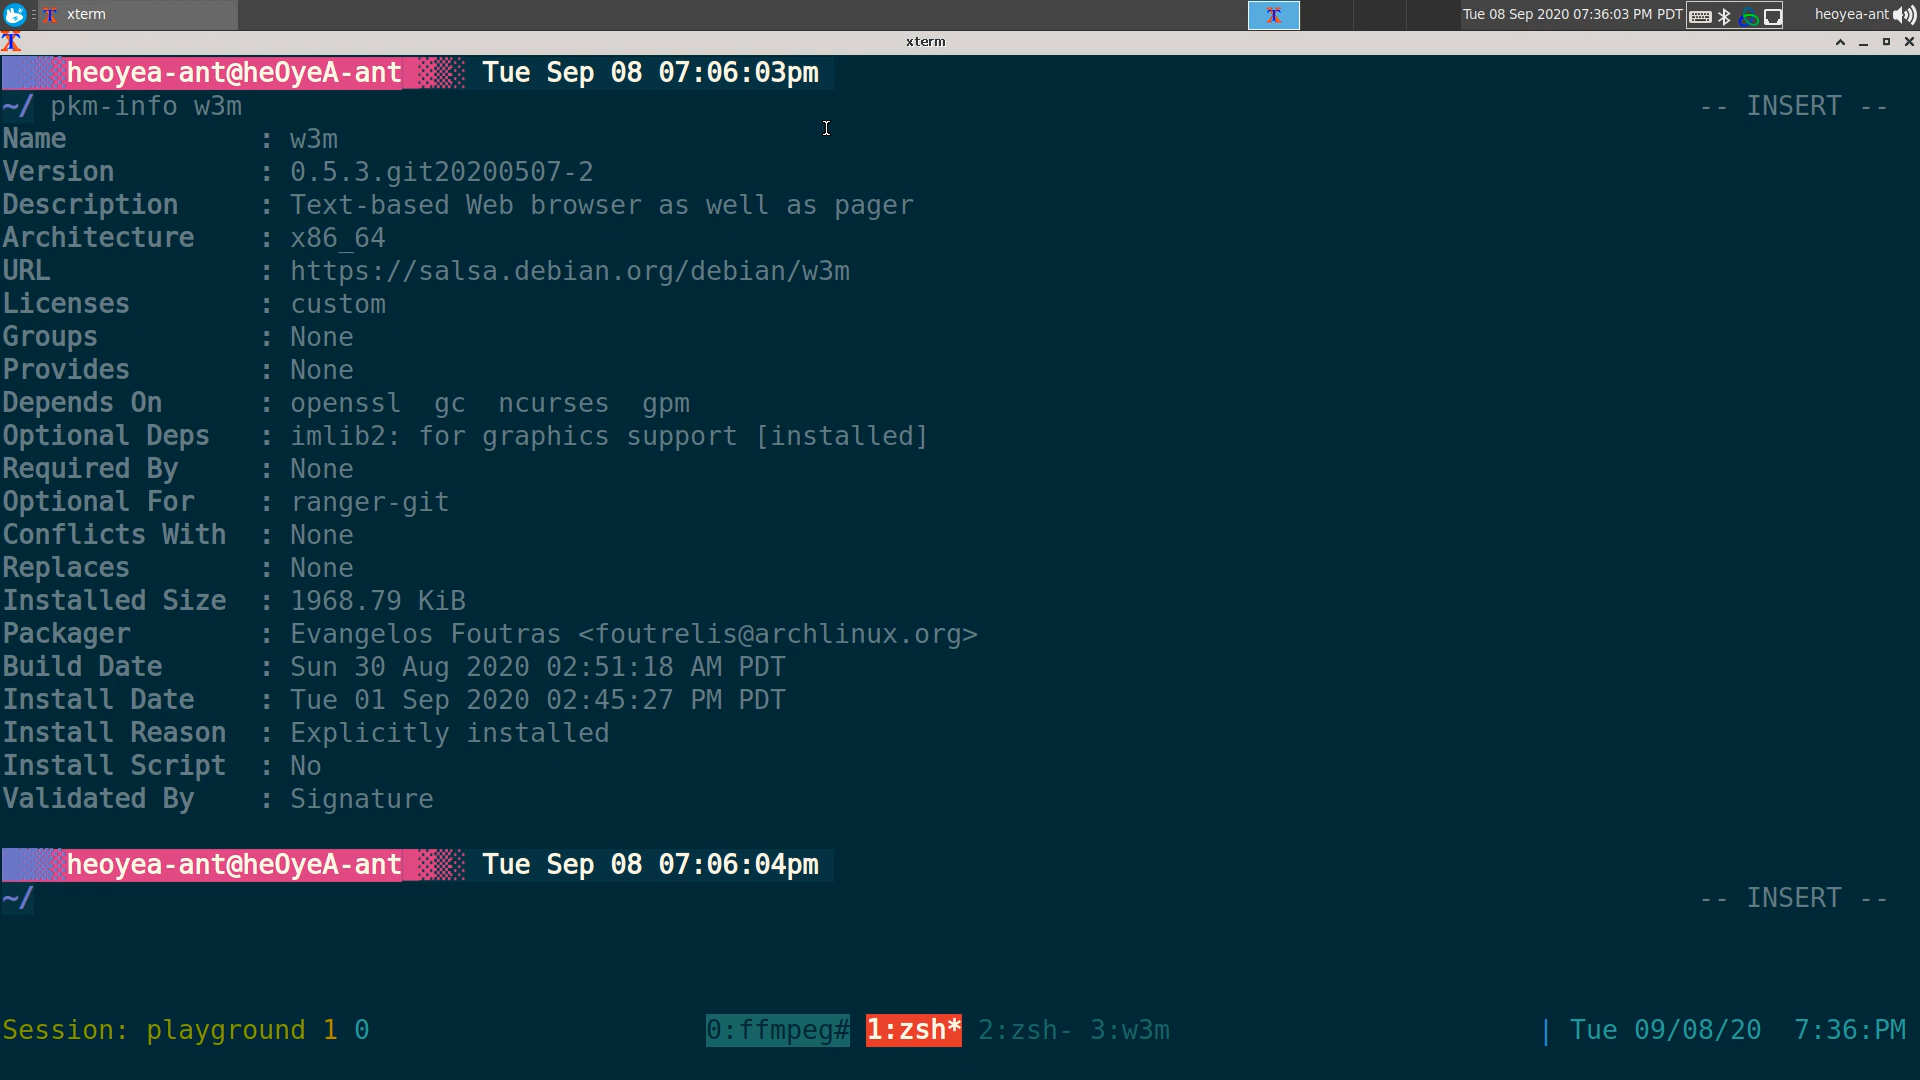 xterm
Tue 08 Sep 2020 07:36:03 PM PDT
heoyea-ant
xterm
heoyea-ant@heOyeA-ant Tue Sep 08 07:06:03pm
~/ pkm-info w3m -- INSERT --
Name : w3m
Version : 0.5.3.git20200507-2
Description : Text-based Web browser as well as pager
Architecture : x86_64
URL : https://salsa.debian.org/debian/w3m
Licenses : custom
Groups : None
Provides : None
Depends On : openssl gc ncurses gpm
Optional Deps : imlib2: for graphics support [installed]
Required By : None
Optional For : ranger-git
Conflicts With : None
Replaces : None
Installed Size : 1968.79 KiB
Packager : Evangelos Foutras <foutrelis@archlinux.org>
Build Date : Sun 30 Aug 2020 02:51:18 AM PDT
Install Date : Tue 01 Sep 2020 02:45:27 PM PDT
Install Reason : Explicitly installed
Install Script : No
Validated By : Signature
heoyea-ant@heOyeA-ant Tue Sep 08 07:06:04pm
~/ -- INSERT --
Session: playground 1 0 0:ffmpeg# 1:zsh* 2:zsh- 3:w3m | Tue 09/08/20 7:36:PM